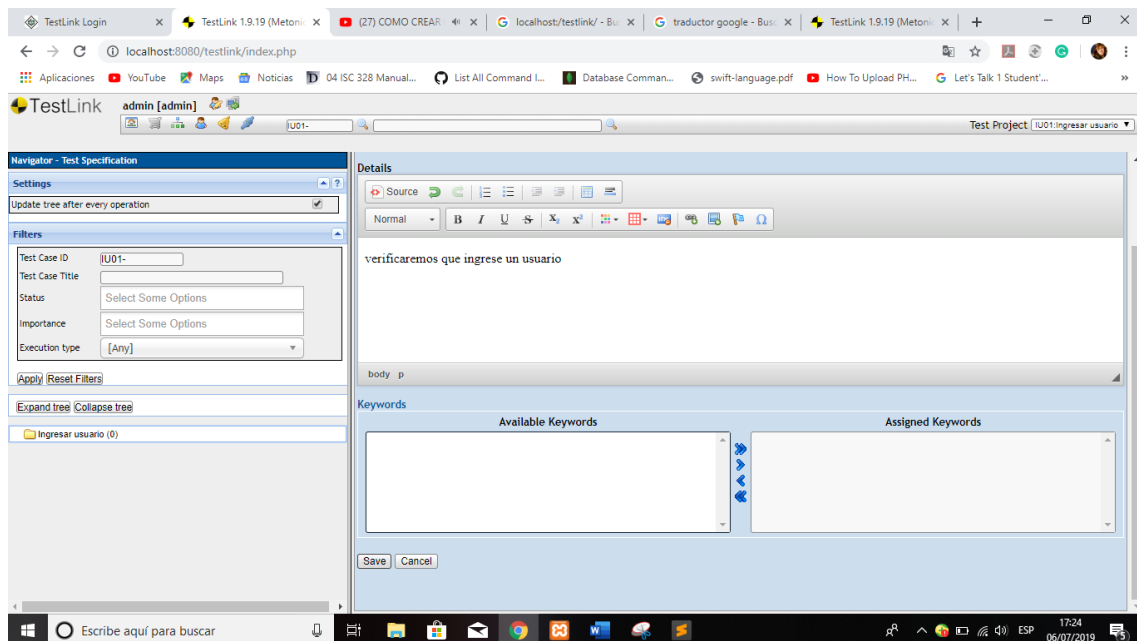 TestLink Login
TestLink 1.9.19 (Metoni
(27) COMO CREAR
localhost:/testlink/ - Bu
traductor google - Busc
TestLink 1.9.19 (Metoni
localhost:8080/testlink/index.php
Aplicaciones YouTube Maps Noticias 04 ISC 328 Manual... List All Command I... Database Comman... swift-language.pdf How To Upload PH... Let's Talk 1 Student'... »
TestLink admin [admin]
IU01-
Test Project IU01:Ingresar usuario
Navigator - Test Specification
Settings
Update tree after every operation
Filters
Test Case ID IU01-
Test Case Title
Status Select Some Options
Importance Select Some Options
Execution type [Any]
Apply Reset Filters
Expand tree Collapse tree
Ingresar usuario (0)
Details
Source
Normal B I U S X₂ X² Ω
verificaremos que ingrese un usuario
body p
Keywords
Available Keywords Assigned Keywords
Save Cancel
Escribe aquí para buscar
ESP
17:24
06/07/2019